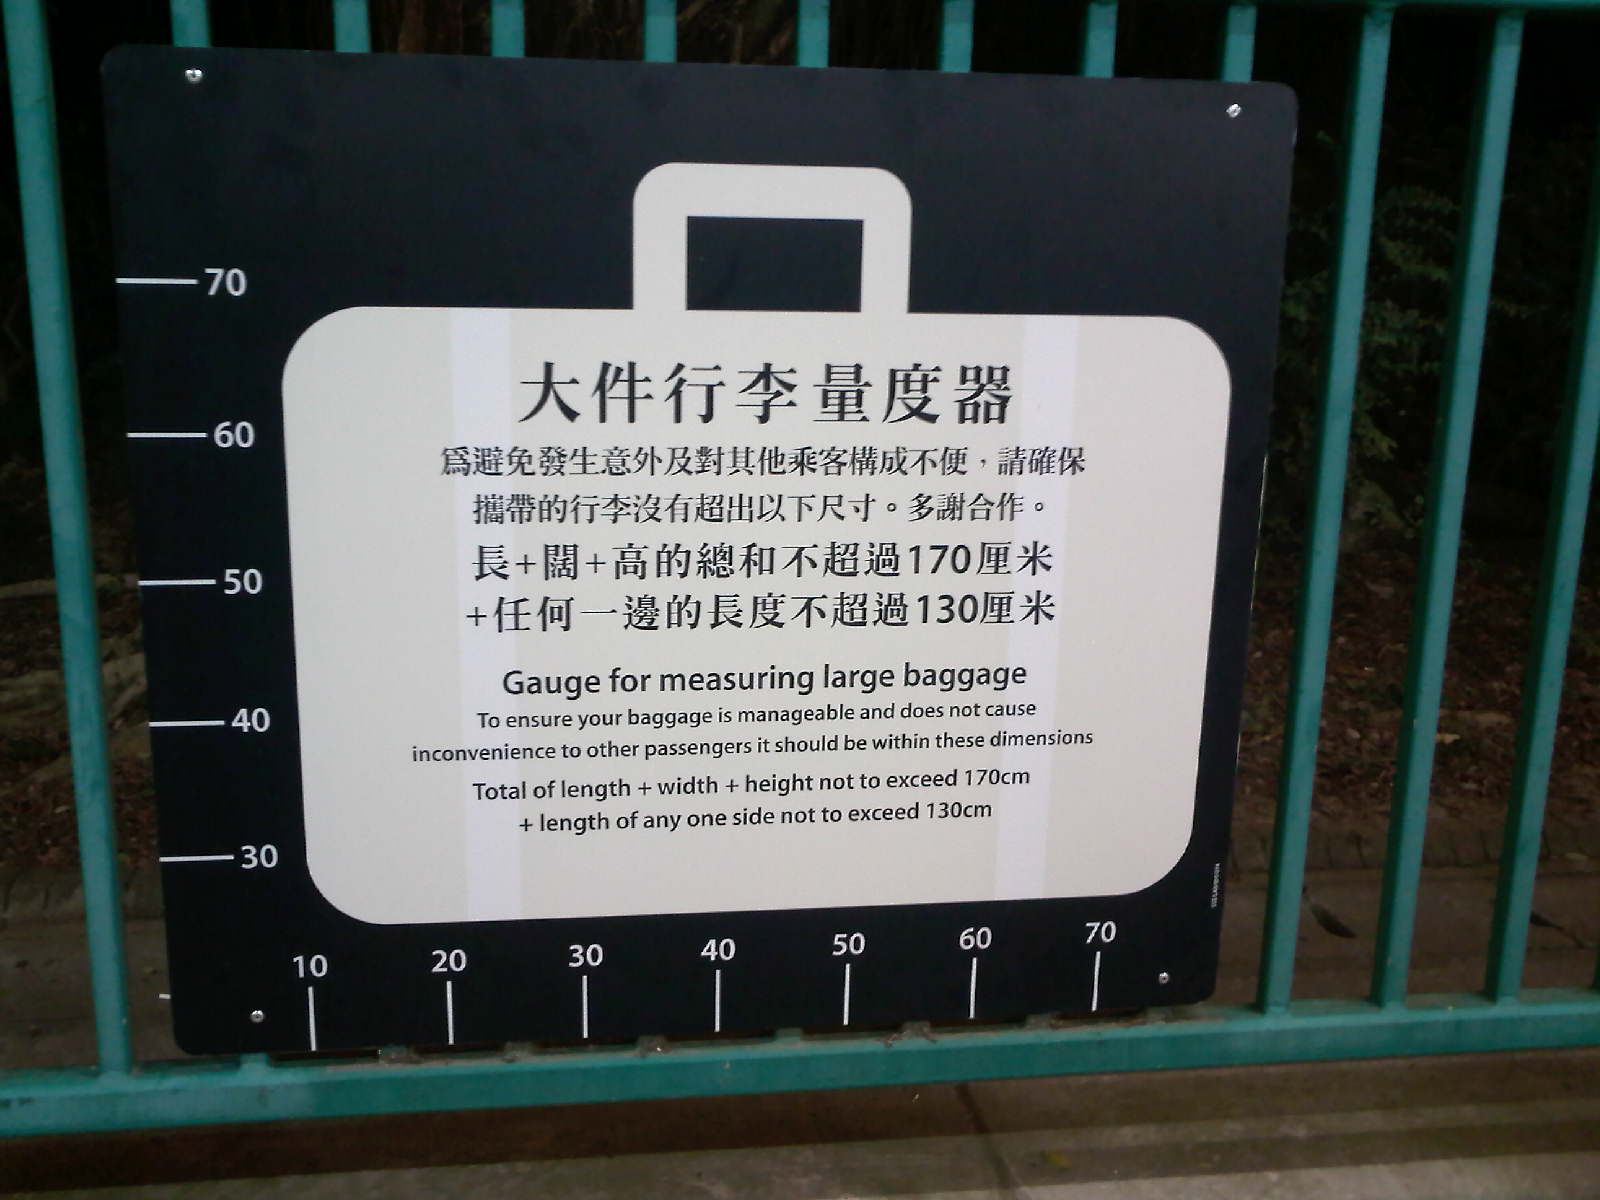 70
60
50
40
30
大件行李量度器
爲避免發生意外及對其他乘客構成不便，請確保
攜帶的行李沒有超出以下尺寸。多謝合作。
長+闊+高的總和不超過170厘米
+任何一邊的長度不超過130厘米
Gauge for measuring large baggage
To ensure your baggage is manageable and does not cause
inconvenience to other passengers it should be within these dimensions
Total of length + width + height not to exceed 170cm
+ length of any one side not to exceed 130cm
10 20 30 40 50 60 70